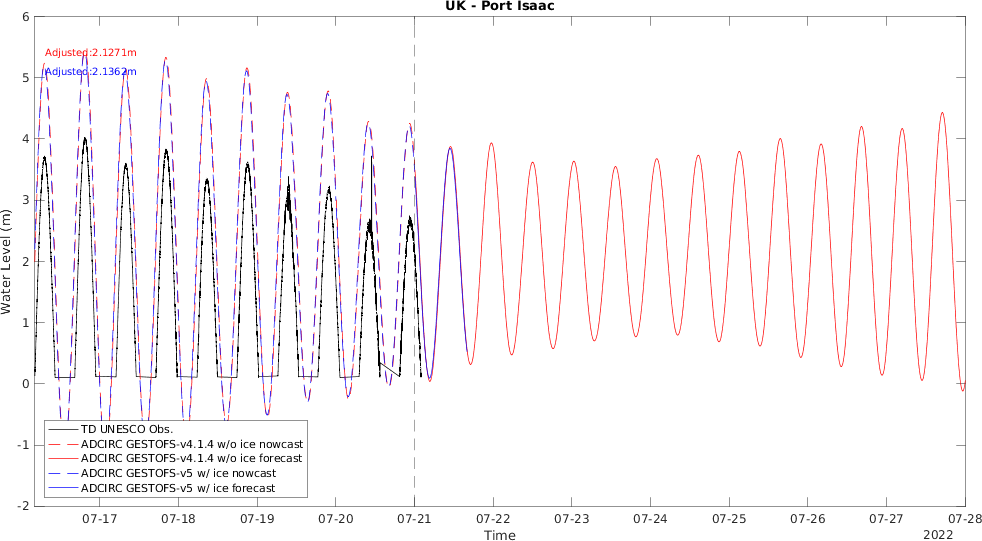 UK - Port Isaac
6
Adjusted:2.1271m
Adjusted:2.1362m
5
4
3
2
1
0
-1
-2
Water Level (m)
TD UNESCO Obs.
ADCIRC GESTOFS-v4.1.4 w/o ice nowcast
ADCIRC GESTOFS-v4.1.4 w/o ice forecast
ADCIRC GESTOFS-v5 w/ ice nowcast
ADCIRC GESTOFS-v5 w/ ice forecast
07-17 07-18 07-19 07-20 07-21 07-22 07-23 07-24 07-25 07-26 07-27 07-28
Time
2022